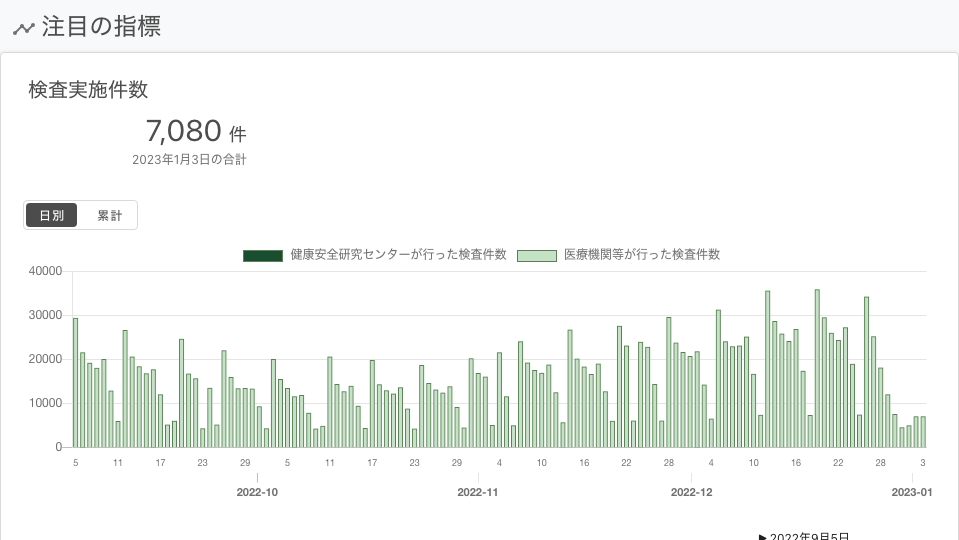 注目の指標
検査実施件数
7,080 件
2023年1月3日の合計
日別 累計
健康安全研究センターが行った検査件数 医療機関等が行った検査件数
40000
30000
20000
10000
0
5 11 17 23 29 5 11 17 23 29 4 10 16 22 28 4 10 16 22 28 3
2022-10 2022-11 2022-12 2023-01
▶ 2022年9月5日